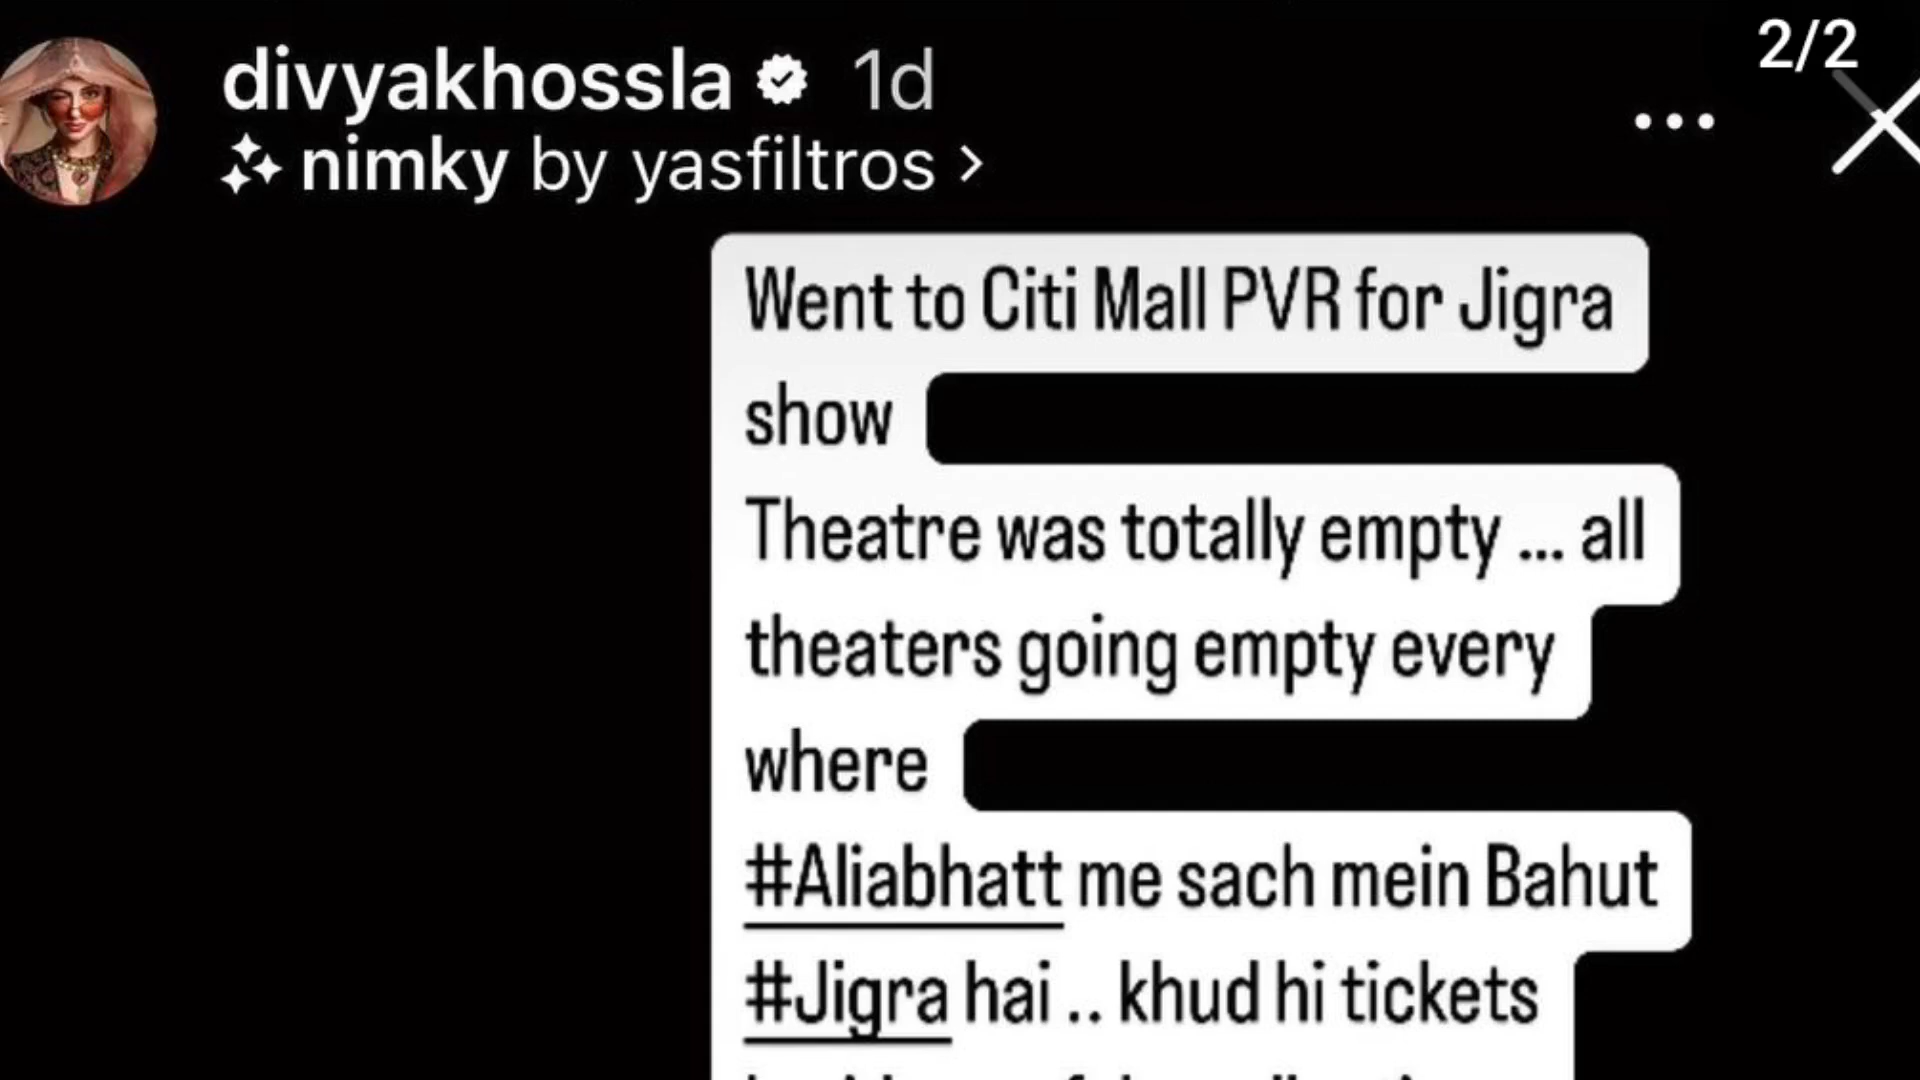 2/2
divyakhossla 1d
nimky by yasfiltros >
Went to Citi Mall PVR for Jigra
show
Theatre was totally empty ... all
theaters going empty every
where
#Aliabhatt me sach mein Bahut
#Jigra hai .. khud hi tickets